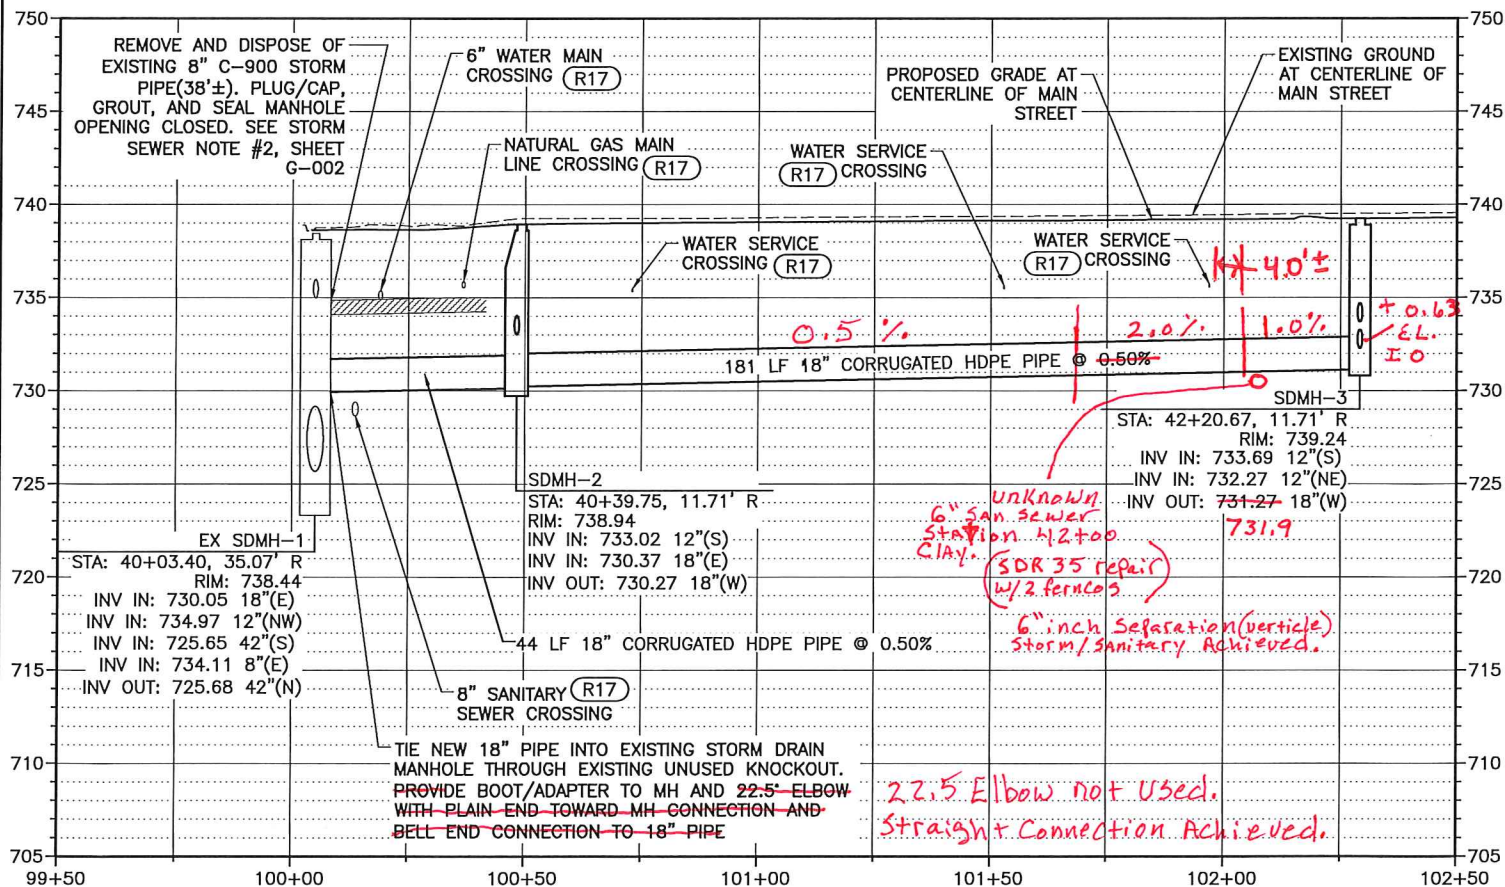 750
745
740
735
730
725
720
715
710
705
REMOVE AND DISPOSE OF
EXISTING 8" C-900 STORM
PIPE(38'±). PLUG/CAP,
GROUT, AND SEAL MANHOLE
OPENING CLOSED. SEE STORM
SEWER NOTE #2, SHEET
G-002
6" WATER MAIN
CROSSING R17
NATURAL GAS MAIN
LINE CROSSING R17
WATER SERVICE
CROSSING R17
WATER SERVICE
R17 CROSSING
PROPOSED GRADE AT
CENTERLINE OF MAIN
STREET
EXISTING GROUND
AT CENTERLINE OF
MAIN STREET
WATER SERVICE
R17 CROSSING
4.0'±
0.5 %
2.0%
1.0%
+ 0.63
EL.
IO
181 LF 18" CORRUGATED HDPE PIPE @ 0.50%
SDMH-3
STA: 42+20.67, 11.71' R
RIM: 739.24
INV IN: 733.69 12"(S)
INV IN: 732.27 12"(NE)
INV OUT: 731.27 18"(W)
731.9
SDMH-2
STA: 40+39.75, 11.71' R
RIM: 738.94
INV IN: 733.02 12"(S)
INV IN: 730.37 18"(E)
INV OUT: 730.27 18"(W)
unknown
6" San Sewer
Station 42+00
Clay.
(SDR 35 repair
w/2 ferncos)
6" inch Separation (verticle)
Storm/Sanitary Achieved.
EX SDMH-1
STA: 40+03.40, 35.07' R
RIM: 738.44
INV IN: 730.05 18"(E)
INV IN: 734.97 12"(NW)
INV IN: 725.65 42"(S)
INV IN: 734.11 8"(E)
INV OUT: 725.68 42"(N)
44 LF 18" CORRUGATED HDPE PIPE @ 0.50%
8" SANITARY R17
SEWER CROSSING
TIE NEW 18" PIPE INTO EXISTING STORM DRAIN
MANHOLE THROUGH EXISTING UNUSED KNOCKOUT.
PROVIDE BOOT/ADAPTER TO MH AND 22.5° ELBOW
WITH PLAIN END TOWARD MH CONNECTION AND
BELL END CONNECTION TO 18" PIPE
22.5 Elbow not Used.
Straight Connection Achieved.
750
745
740
735
730
725
720
715
710
705
99+50
100+00
100+50
101+00
101+50
102+00
102+50